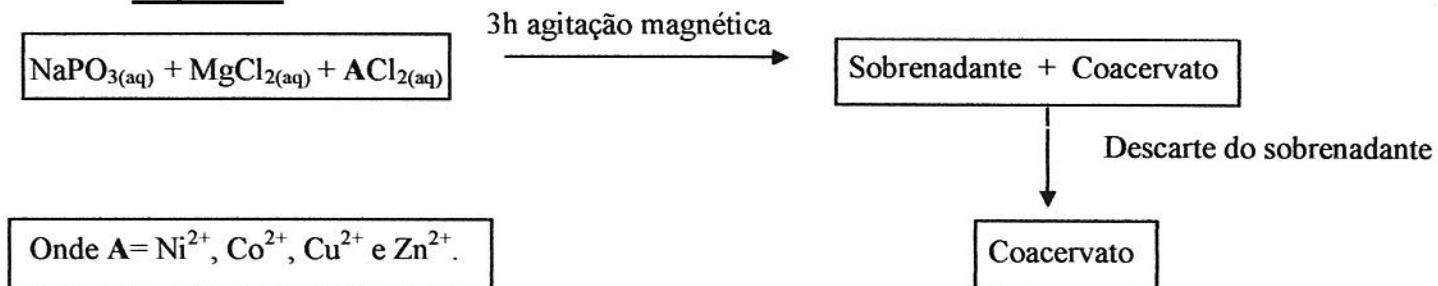 3h agitação magnética
NaPO3(aq) + MgCl2(aq) + ACl2(aq)
Sobrenadante + Coacervato
Descarte do sobrenadante
Onde A= Ni2+, Co2+, Cu2+ e Zn2+.
Coacervato